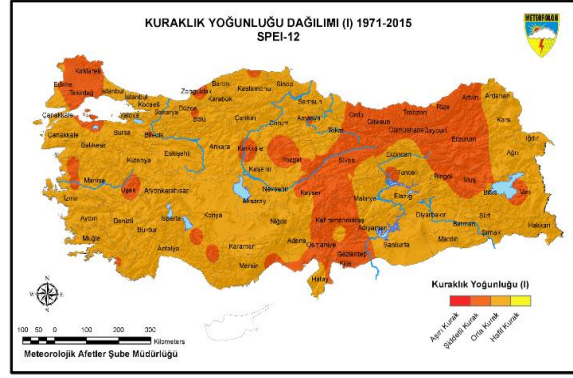 KURAKLIK YOĞUNLUĞU DAĞILIMI (I) 1971-2015
SPEI-12
METEOROLOJİ
Kırklareli
Edirne
Tekirdağ
İstanbul
İstanbul
Kocaeli
Yalova
Sakarya
Düzce
Bolu
Zonguldak
Bartın
Karabük
Kastamonu
Sinop
Samsun
Amasya
Çorum
Çankırı
Tokat
Ordu
Giresun
Trabzon
Rize
Artvin
Ardahan
Kars
Iğdır
Ağrı
Erzurum
Bayburt
Gümüşhane
Erzincan
Çanakkale
Çanakkale
Balıkesir
Bursa
Bilecik
Eskişehir
Kütahya
Ankara
Kırıkkale
Kırşehir
Yozgat
Sivas
Tunceli
Bingöl
Muş
Bitlis
Van
Manisa
İzmir
Uşak
Afyonkarahisar
Aydın
Denizli
Muğla
Burdur
Isparta
Antalya
Konya
Aksaray
Nevşehir
Niğde
Kayseri
Karaman
Mersin
Adana
Osmaniye
Hatay
Kahramanmaraş
Gaziantep
Kilis
Adıyaman
Malatya
Elazığ
Diyarbakır
Şanlıurfa
Mardin
Batman
Siirt
Şırnak
Hakkari
Kuraklık Yoğunluğu (I)
Aşırı Kurak
Şiddetli Kurak
Orta Kurak
Hafif Kurak
100 50 0 100 200 300
Kilometers
Meteorolojik Afetler Şube Müdürlüğü